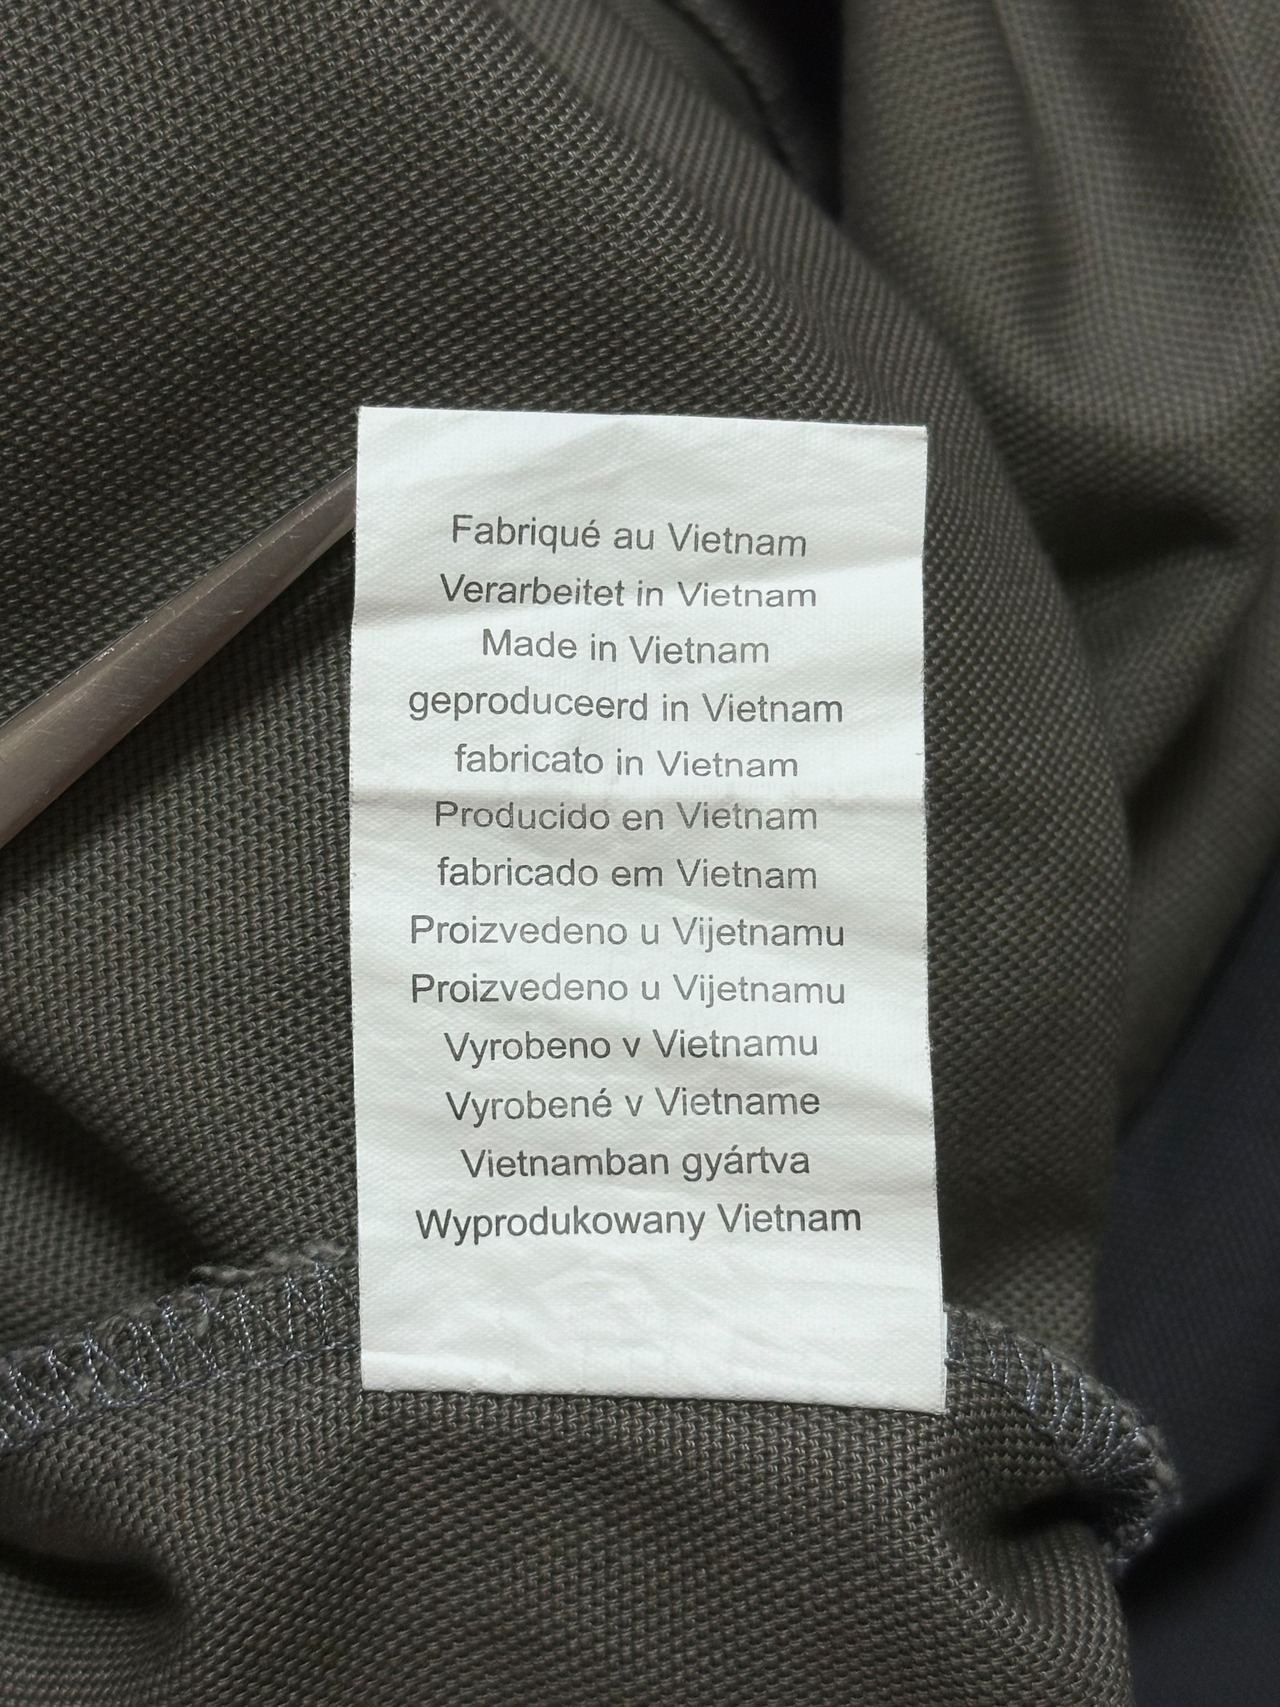 Fabriqué au Vietnam
Verarbeitet in Vietnam
Made in Vietnam
geproduceerd in Vietnam
fabricato in Vietnam
Producido en Vietnam
fabricado em Vietnam
Proizvedeno u Vijetnamu
Proizvedeno u Vijetnamu
Vyrobeno v Vietnamu
Vyrobené v Vietname
Vietnamban gyártva
Wyprodukowany Vietnam